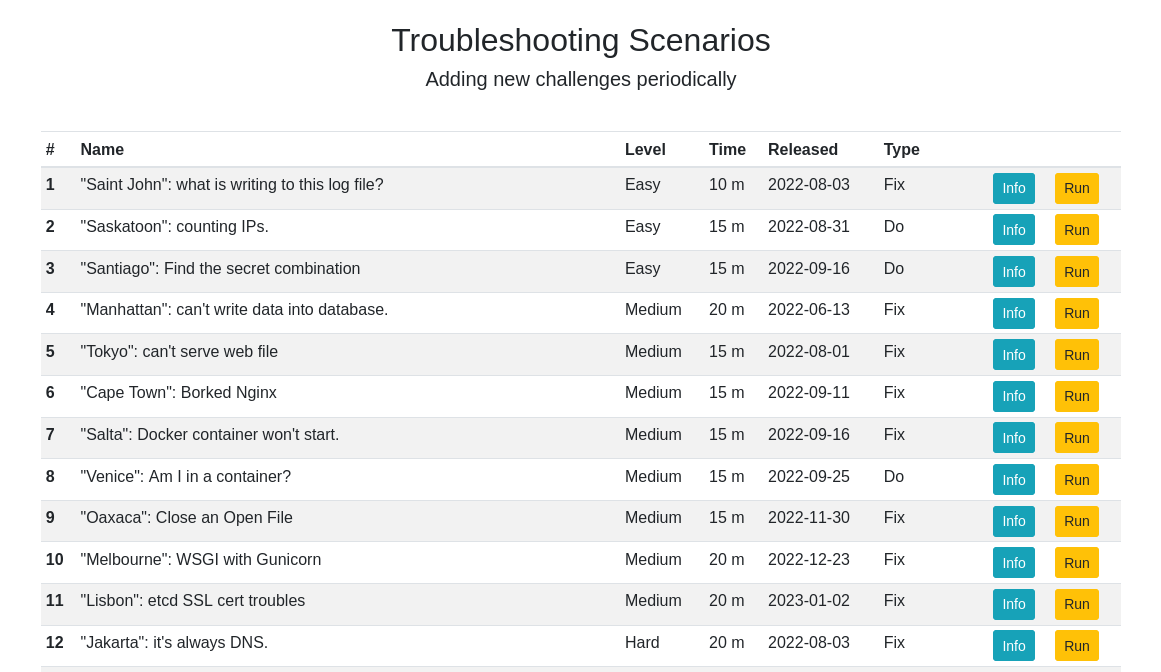 Troubleshooting Scenarios
Adding new challenges periodically
# Name Level Time Released Type
1 "Saint John": what is writing to this log file? Easy 10 m 2022-08-03 Fix Info Run
2 "Saskatoon": counting IPs. Easy 15 m 2022-08-31 Do Info Run
3 "Santiago": Find the secret combination Easy 15 m 2022-09-16 Do Info Run
4 "Manhattan": can't write data into database. Medium 20 m 2022-06-13 Fix Info Run
5 "Tokyo": can't serve web file Medium 15 m 2022-08-01 Fix Info Run
6 "Cape Town": Borked Nginx Medium 15 m 2022-09-11 Fix Info Run
7 "Salta": Docker container won't start. Medium 15 m 2022-09-16 Fix Info Run
8 "Venice": Am I in a container? Medium 15 m 2022-09-25 Do Info Run
9 "Oaxaca": Close an Open File Medium 15 m 2022-11-30 Fix Info Run
10 "Melbourne": WSGI with Gunicorn Medium 20 m 2022-12-23 Fix Info Run
11 "Lisbon": etcd SSL cert troubles Medium 20 m 2023-01-02 Fix Info Run
12 "Jakarta": it's always DNS. Hard 20 m 2022-08-03 Fix Info Run